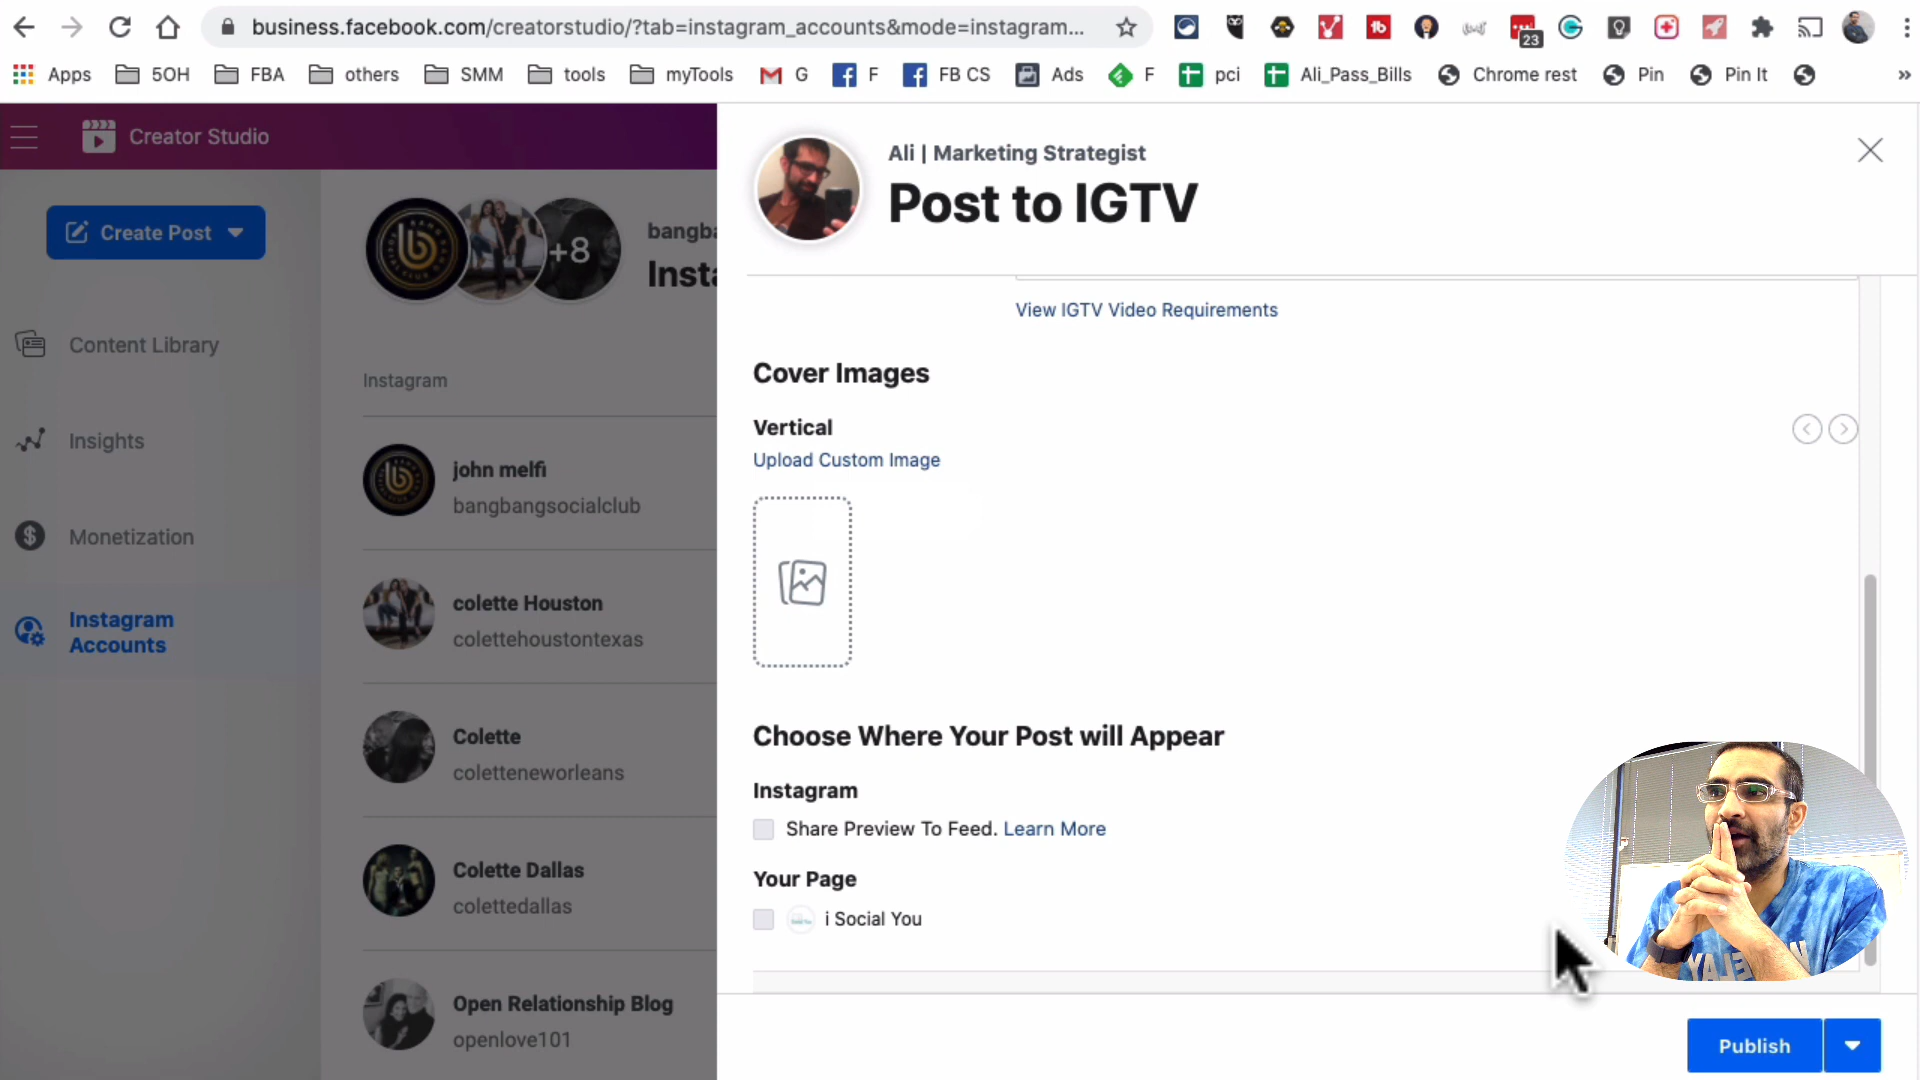 business.facebook.com/creatorstudio/?tab=instagram_accounts&mode=instagram...
23
Apps
5OH
FBA
others
SMM
tools
myTools
G
F
FB CS
Ads
F
pci
Ali_Pass_Bills
Chrome rest
Pin
Pin It
»
Creator Studio
Create Post
Content Library
Insights
Monetization
Instagram
Accounts
+8
bangba
Insta
Instagram
john melfi
bangbangsocialclub
colette Houston
colettehoustontexas
Colette
coletteneworleans
Colette Dallas
colettedallas
Open Relationship Blog
openlove101
Ali | Marketing Strategist
Post to IGTV
View IGTV Video Requirements
Cover Images
Vertical
Upload Custom Image
Choose Where Your Post will Appear
Instagram
Share Preview To Feed. Learn More
Your Page
i Social You
Publish